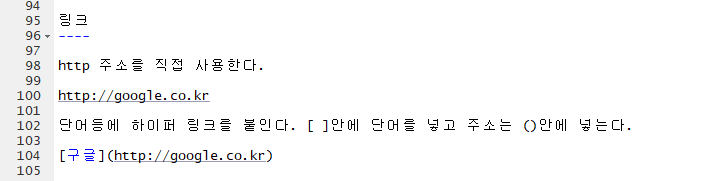 94
95 링크
96 ----
97
98 http 주소를 직접 사용한다.
99
100 http://google.co.kr
101
102 단어등에 하이퍼 링크를 붙인다. [ ]안에 단어를 넣고 주소는 ()안에 넣는다.
103
104 [구글](http://google.co.kr)
105